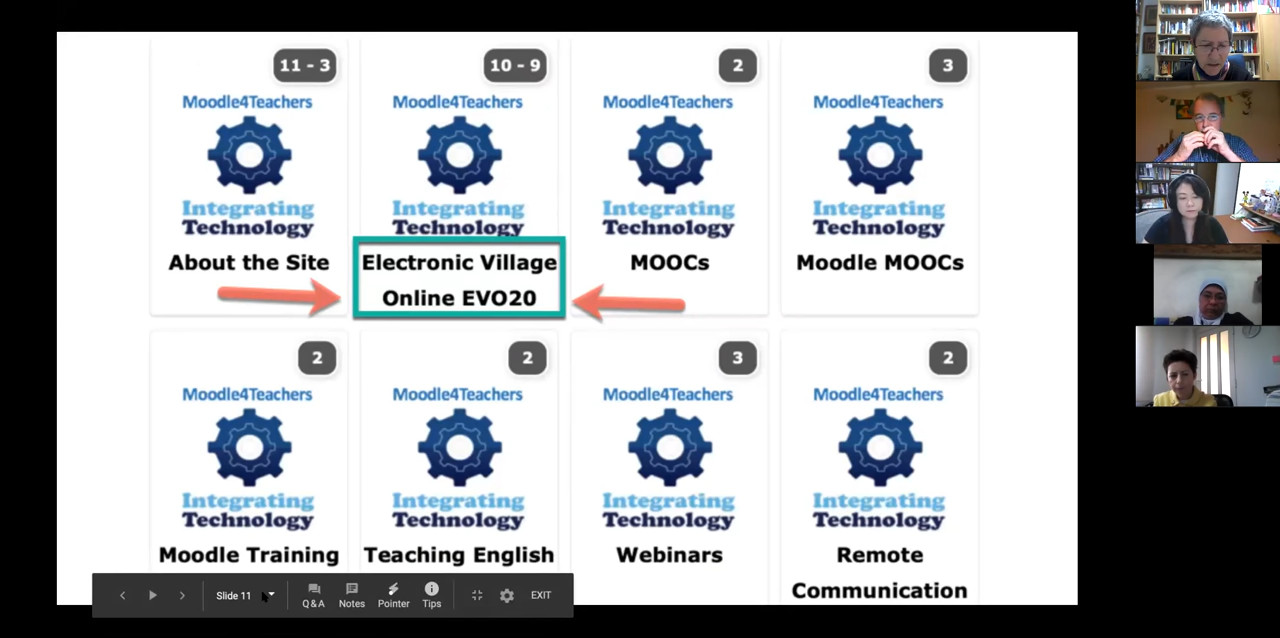 11 - 3
10 - 9
2
3
Moodle4Teachers
Moodle4Teachers
Moodle4Teachers
Moodle4Teachers
Integrating
Technology
Integrating
Technology
Integrating
Technology
Integrating
Technology
About the Site
Electronic Village
Online EVO20
MOOCs
Moodle MOOCs
2
2
3
2
Moodle4Teachers
Moodle4Teachers
Moodle4Teachers
Moodle4Teachers
Integrating
Technology
Integrating
Technology
Integrating
Technology
Integrating
Technology
Moodle Training
Teaching English
Webinars
Remote
Communication
Slide 11
Q&A
Notes
Pointer
Tips
EXIT